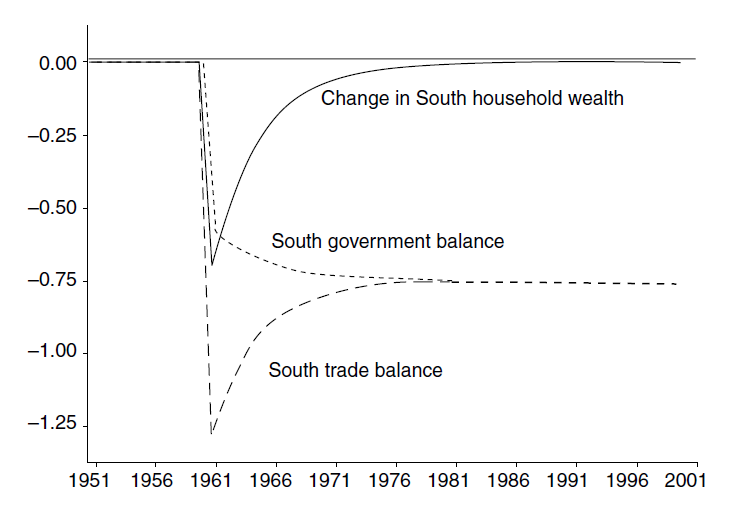 0.00
Change in South household wealth
–0.25
–0.50
South government balance
–0.75
–1.00
South trade balance
–1.25
1951 1956 1961 1966 1971 1976 1981 1986 1991 1996 2001